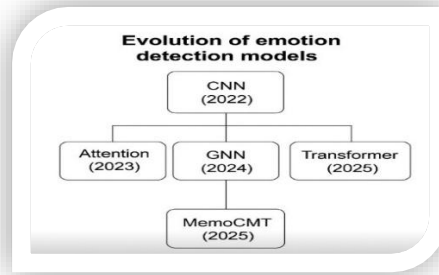 Evolution of emotion
detection models
CNN
(2022)
Attention
(2023)
GNN
(2024)
Transformer
(2025)
MemoCMT
(2025)